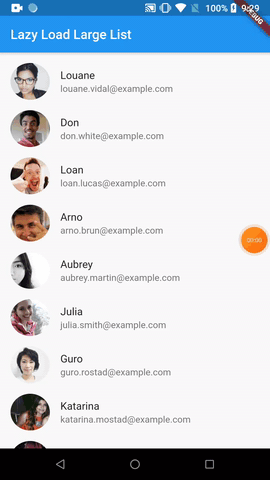 100% 9:29
DEBUG
Lazy Load Large List
Louane
louane.vidal@example.com
Don
don.white@example.com
Loan
loan.lucas@example.com
Arno
arno.brun@example.com
00:05
Aubrey
aubrey.martin@example.com
Julia
julia.smith@example.com
Guro
guro.rostad@example.com
Katarina
katarina.mostad@example.com